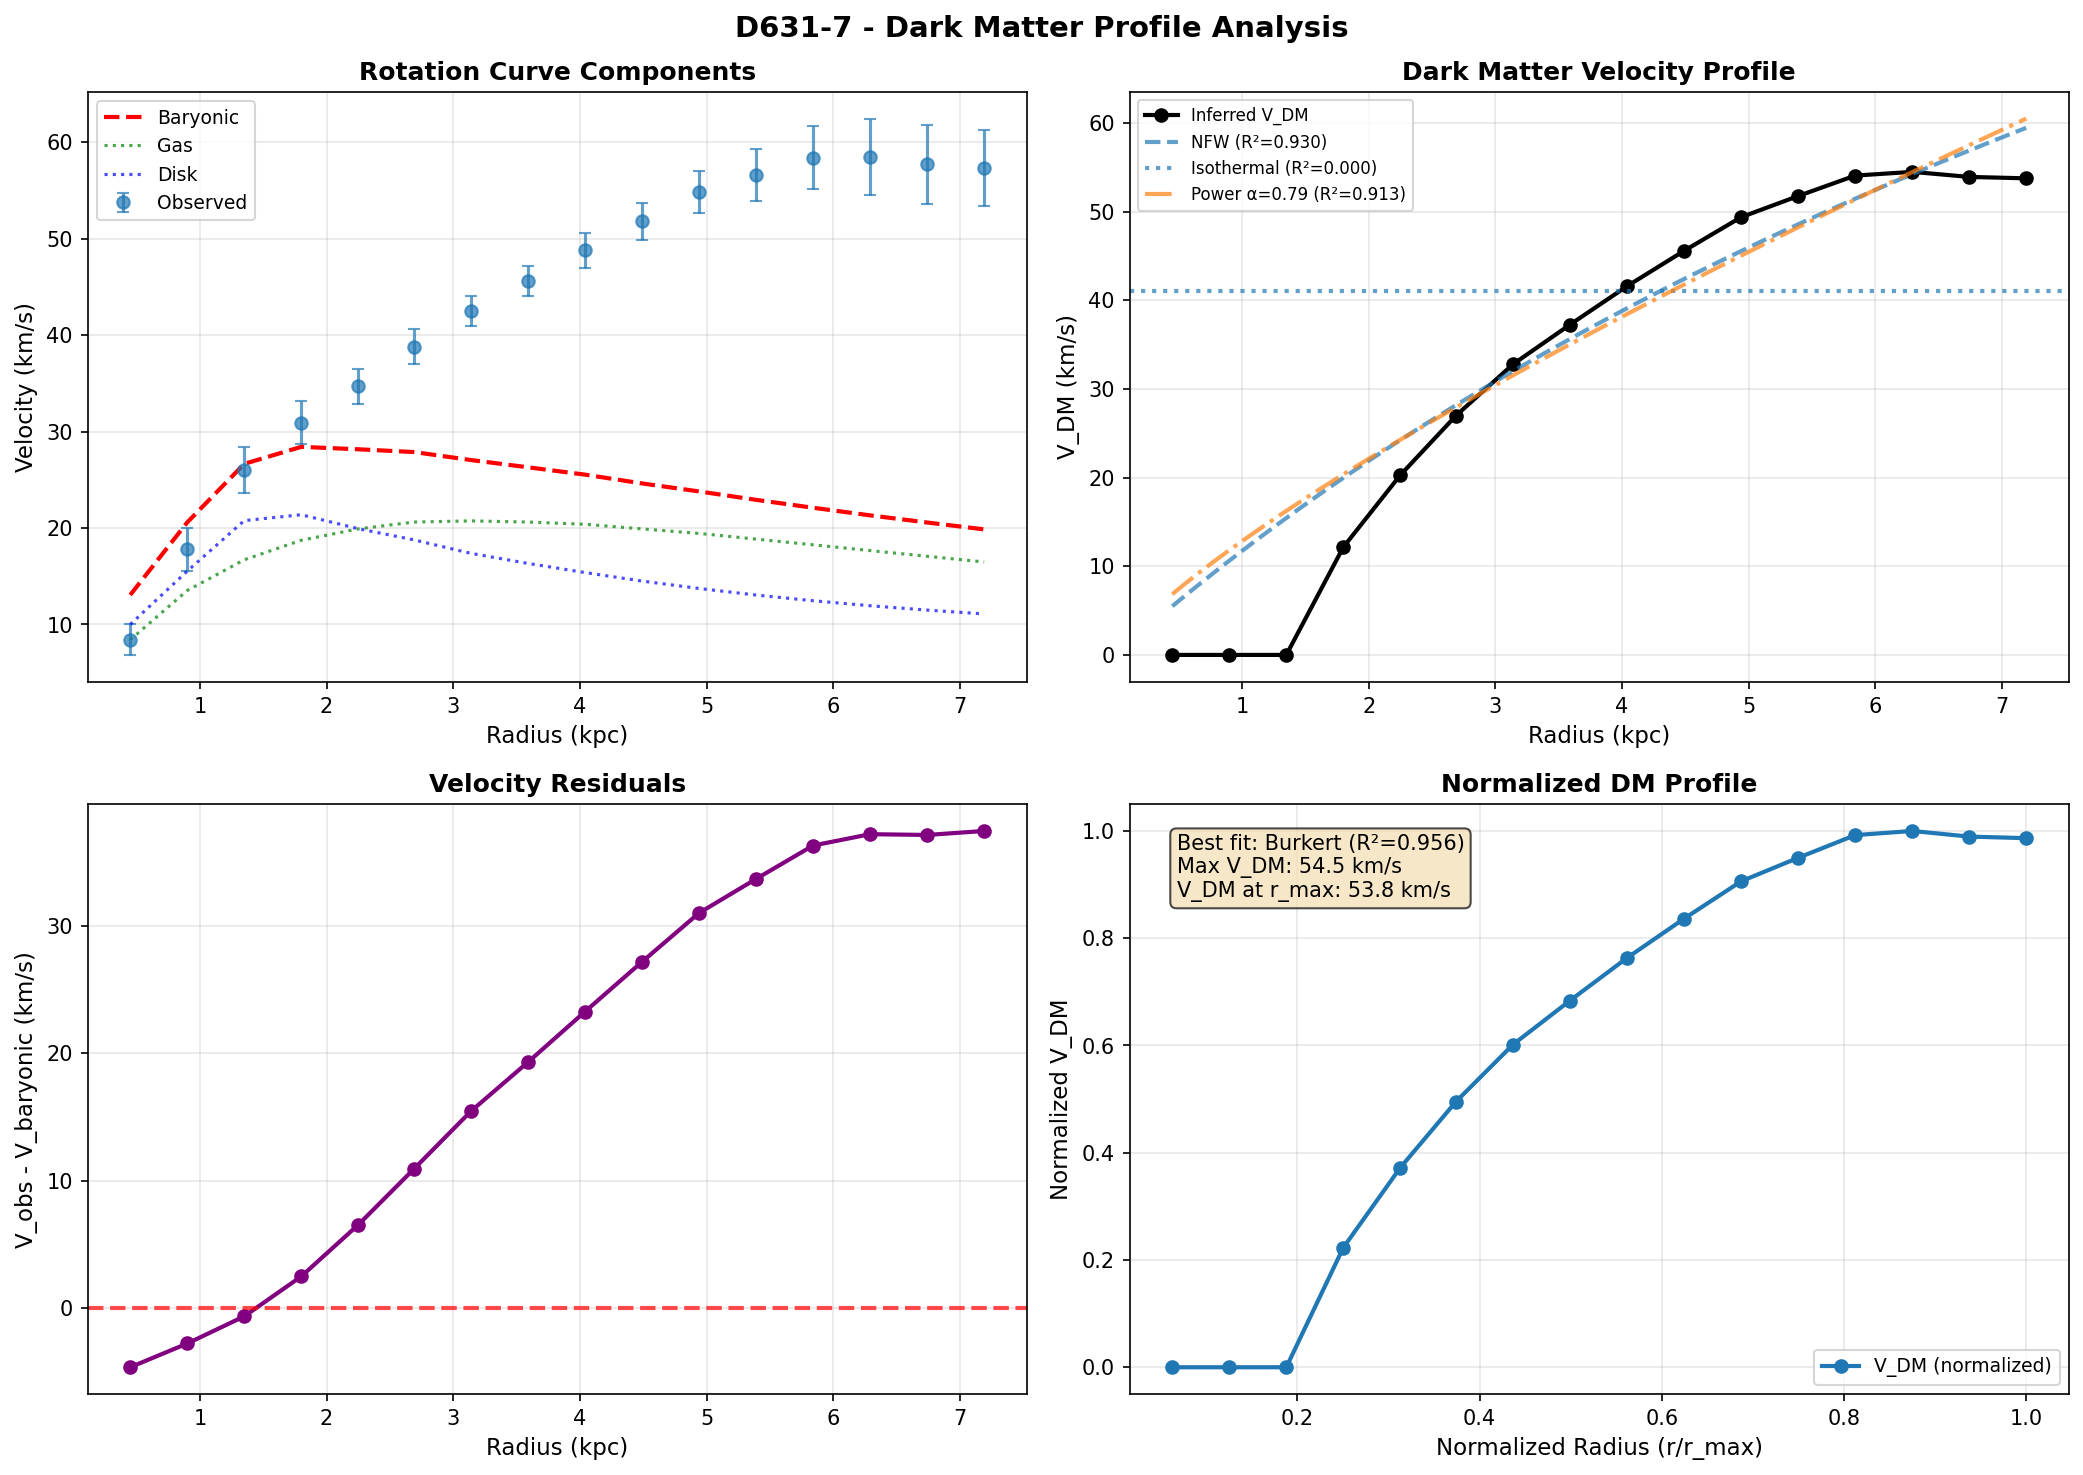 D631-7 - Dark Matter Profile Analysis
Rotation Curve Components
Baryonic
Gas
Disk
Observed
60
50
40
30
20
10
Velocity (km/s)
1 2 3 4 5 6 7
Radius (kpc)
Dark Matter Velocity Profile
Inferred V_DM
NFW (R²=0.930)
Isothermal (R²=0.000)
Power α=0.79 (R²=0.913)
60
50
40
30
20
10
0
V_DM (km/s)
1 2 3 4 5 6 7
Radius (kpc)
Velocity Residuals
30
20
10
0
V_obs - V_baryonic (km/s)
1 2 3 4 5 6 7
Radius (kpc)
Normalized DM Profile
Best fit: Burkert (R²=0.956)
Max V_DM: 54.5 km/s
V_DM at r_max: 53.8 km/s
1.0
0.8
0.6
0.4
0.2
0.0
Normalized V_DM
V_DM (normalized)
0.2 0.4 0.6 0.8 1.0
Normalized Radius (r/r_max)